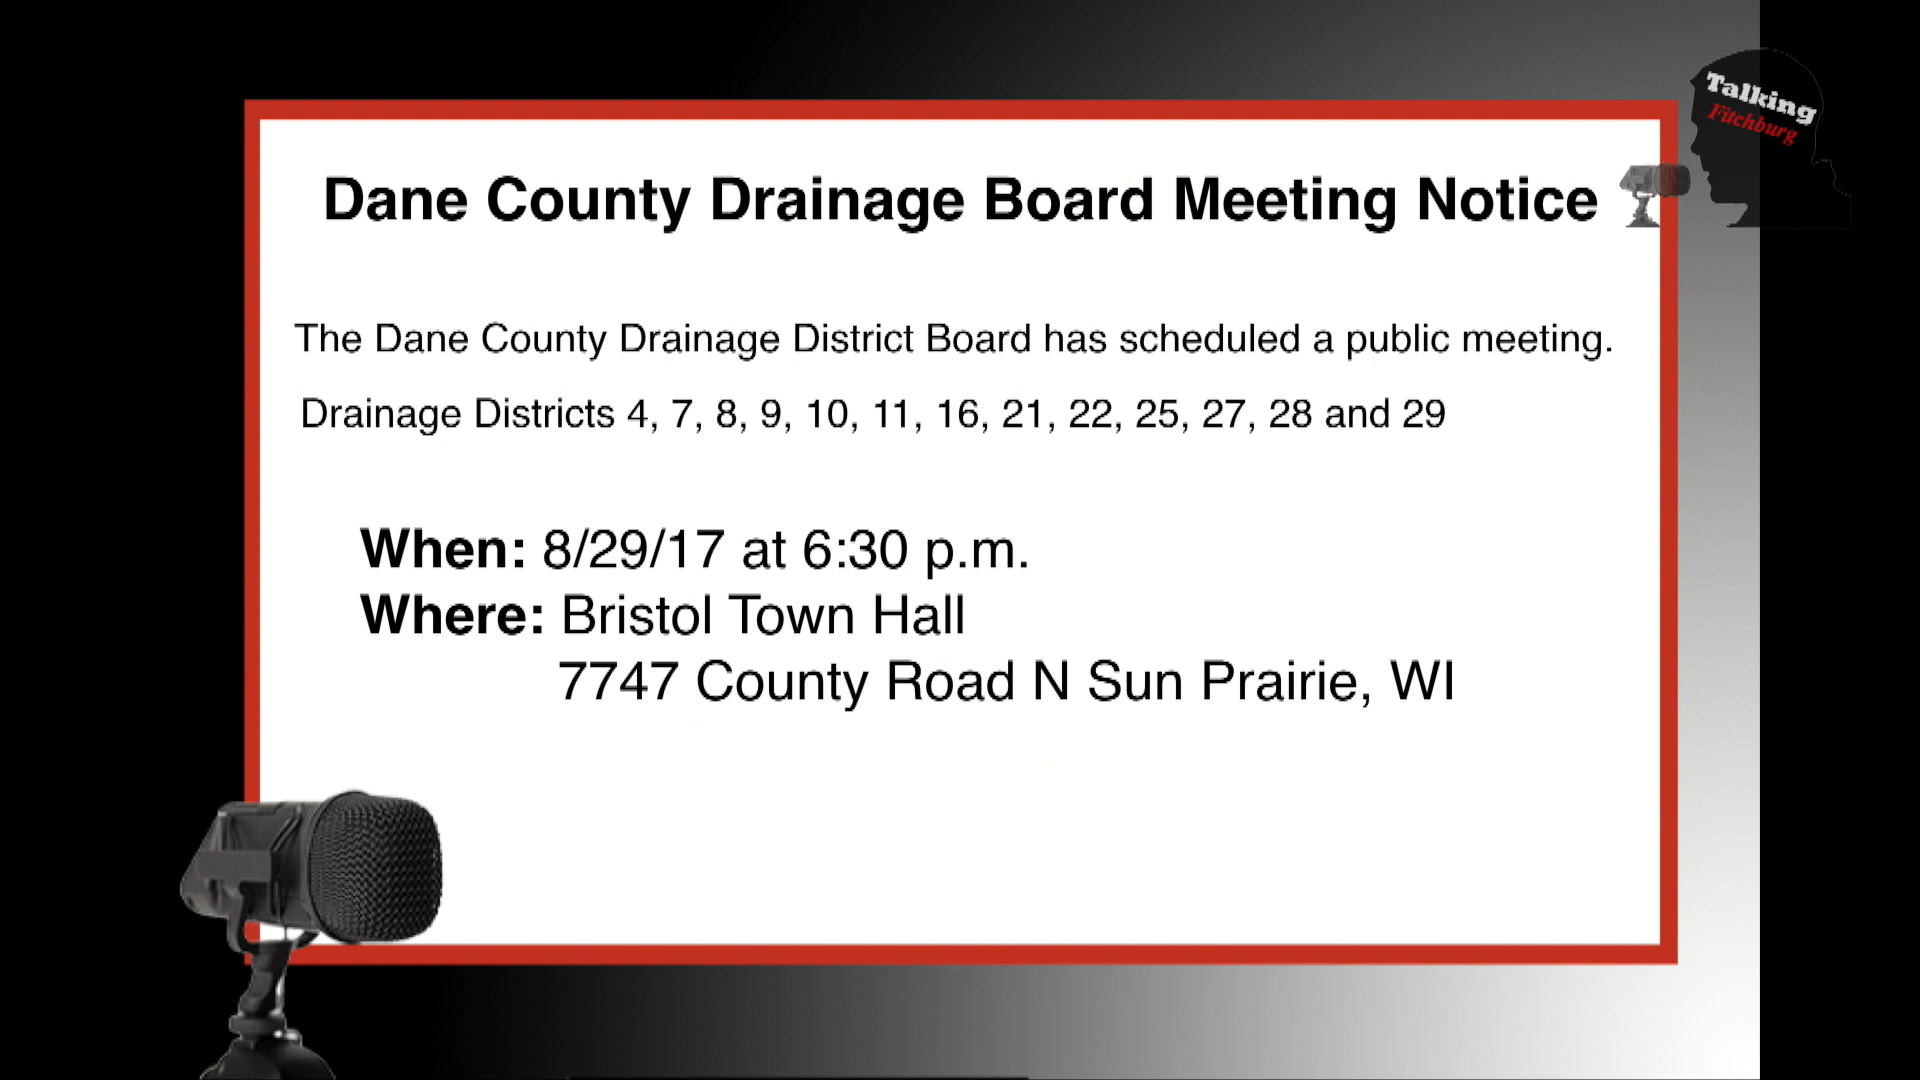 Talking
Fitchburg
Dane County Drainage Board Meeting Notice
The Dane County Drainage District Board has scheduled a public meeting.
Drainage Districts 4, 7, 8, 9, 10, 11, 16, 21, 22, 25, 27, 28 and 29
When: 8/29/17 at 6:30 p.m.
Where: Bristol Town Hall
7747 County Road N Sun Prairie, WI